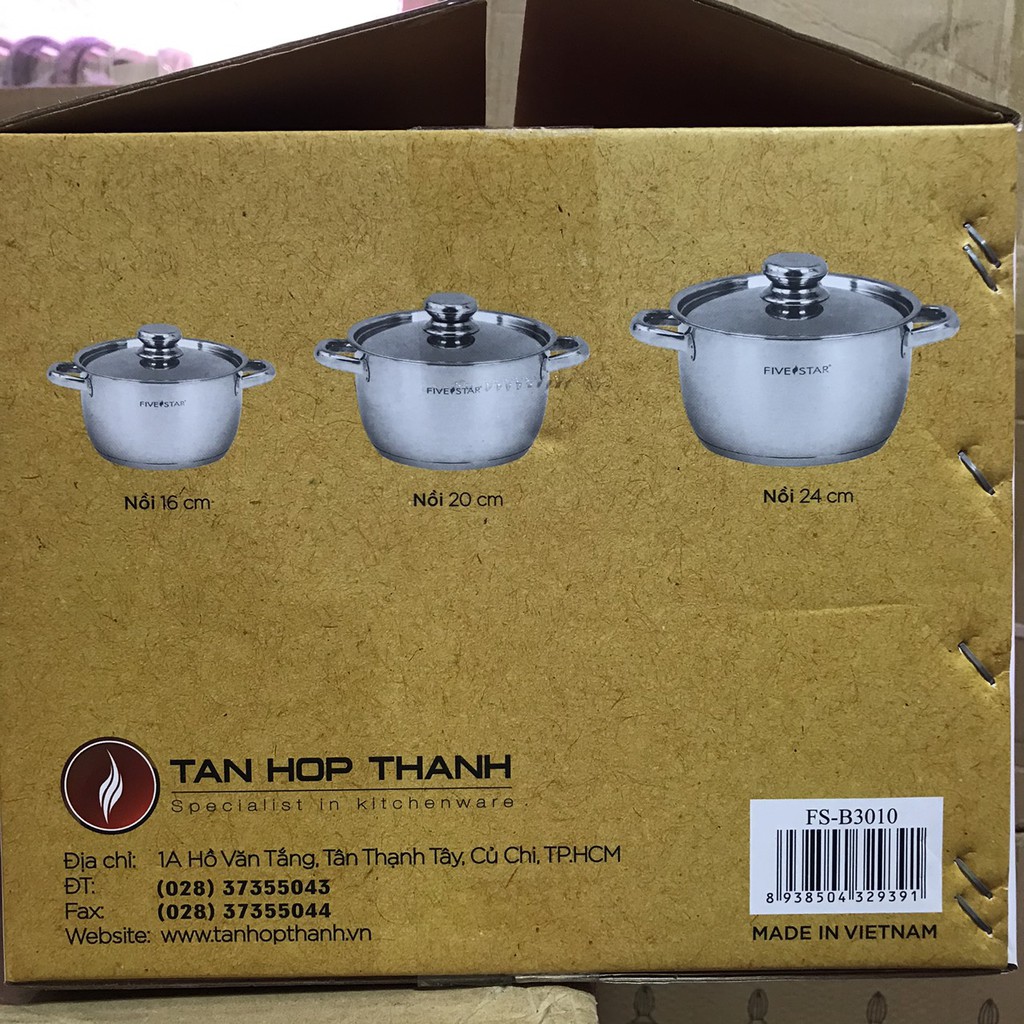 FIVE STAR®
FIVE STAR
FIVE STAR®
Nồi 16 cm
Nồi 20 cm
Nồi 24 cm
TAN HOP THANH
Specialist in kitchenware
Địa chỉ: 1A Hồ Văn Tắng, Tân Thạnh Tây, Củ Chi, TP.HCM
ĐT: (028) 37355043
Fax: (028) 37355044
Website: www.tanhopthanh.vn
FS-B3010
8 938504 329391
MADE IN VIETNAM